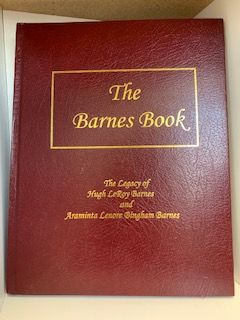 The
Barnes Book
The Legacy of
Hugh LeRoy Barnes
and
Araminta Lenore Bingham Barnes